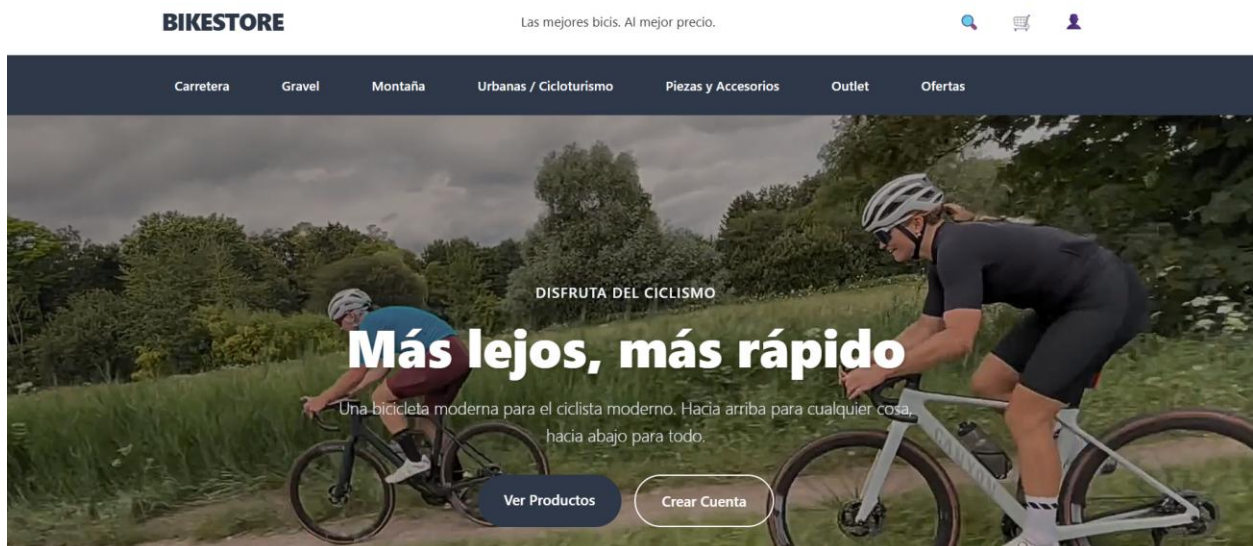 BIKESTORE
Las mejores bicis. Al mejor precio.
Carretera Gravel Montaña Urbanas / Cicloturismo Piezas y Accesorios Outlet Ofertas
DISFRUTA DEL CICLISMO
Más lejos, más rápido
Una bicicleta moderna para el ciclista moderno. Hacia arriba para cualquier cosa,
hacia abajo para todo.
Ver Productos Crear Cuenta
CANYON